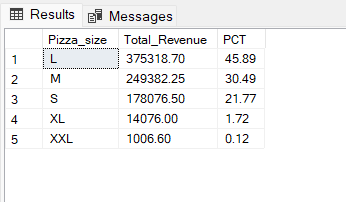 Results Messages
Pizza_size Total_Revenue PCT
1 L 375318.70 45.89
2 M 249382.25 30.49
3 S 178076.50 21.77
4 XL 14076.00 1.72
5 XXL 1006.60 0.12